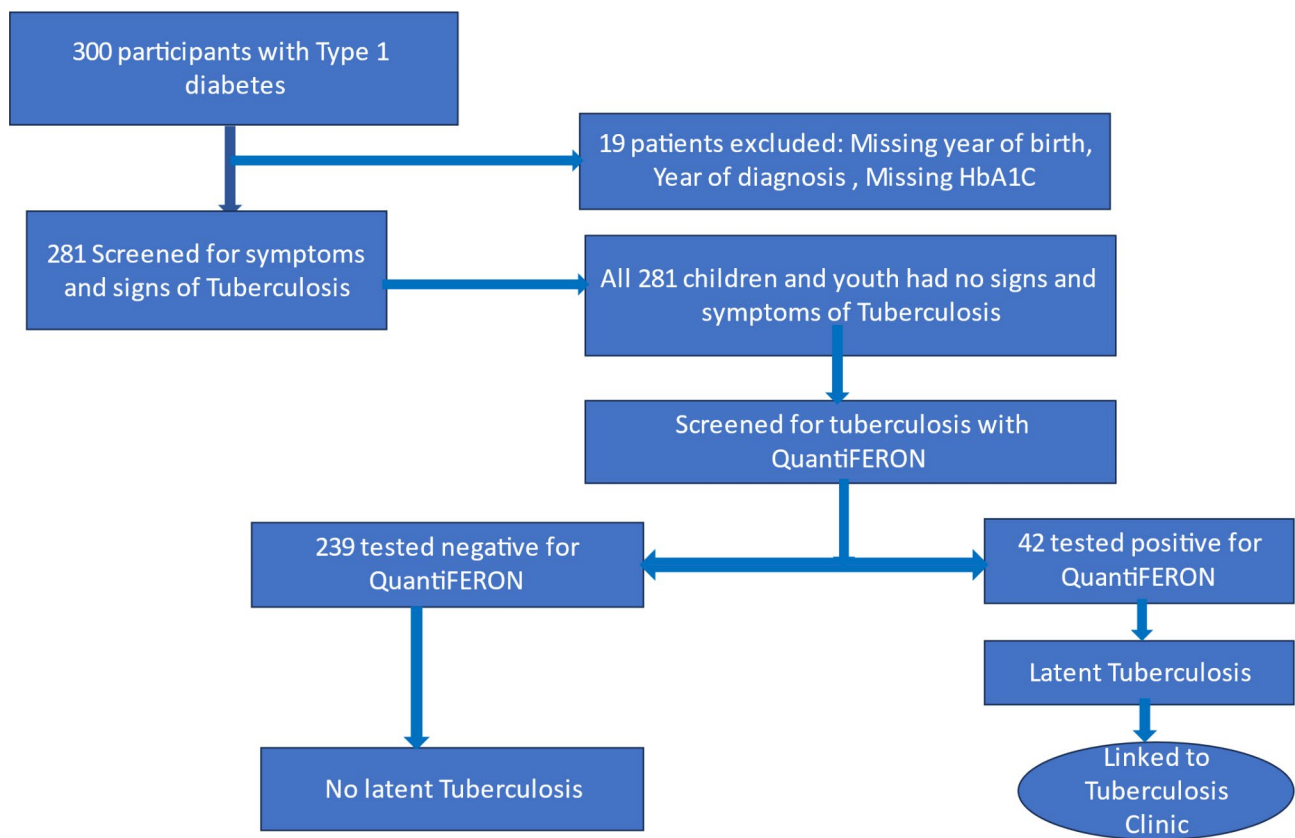 300 participants with Type 1
diabetes
19 patients excluded: Missing year of birth,
Year of diagnosis , Missing HbA1C
281 Screened for symptoms
and signs of Tuberculosis
All 281 children and youth had no signs and
symptoms of Tuberculosis
Screened for tuberculosis with
QuantiFERON
239 tested negative for
QuantiFERON
42 tested positive for
QuantiFERON
Latent Tuberculosis
No latent Tuberculosis
Linked to
Tuberculosis
Clinic